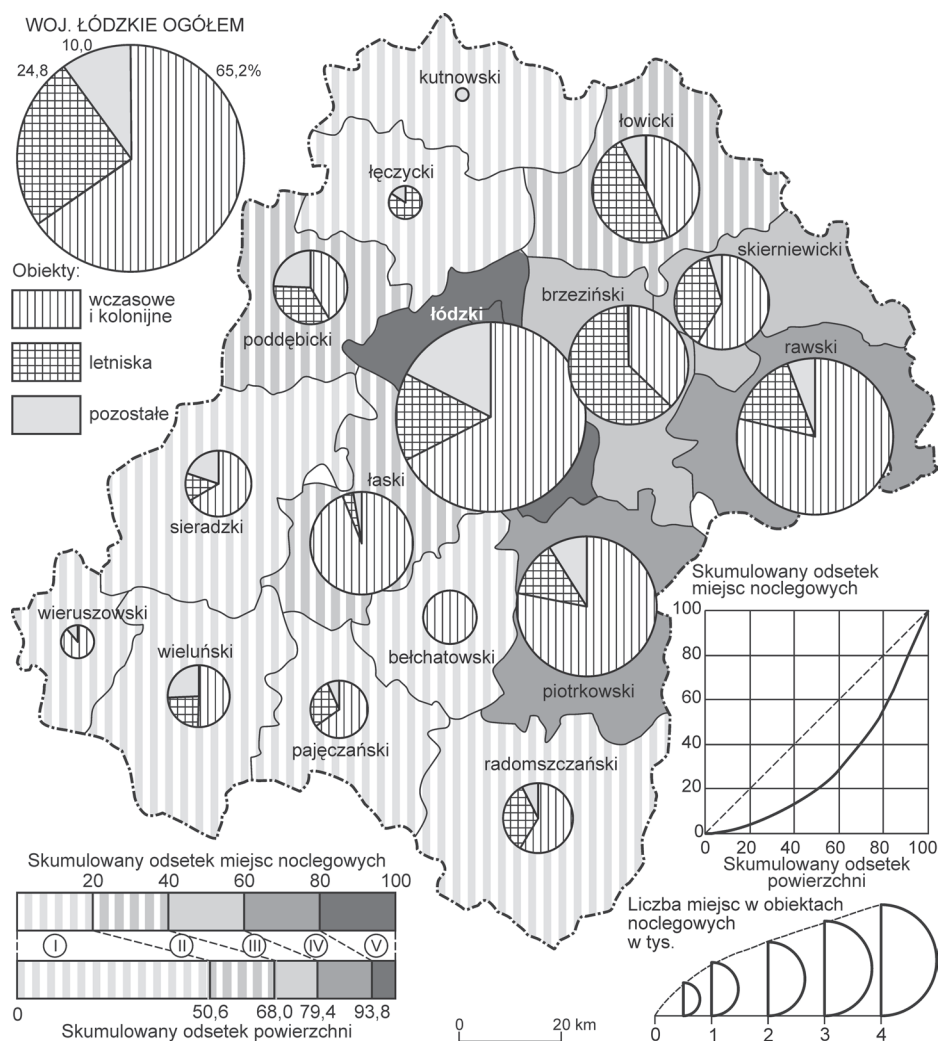 WOJ. ŁÓDZKIE OGÓŁEM
10,0
24,8
65,2%
Obiekty:
wczasowe
i kolonijne
letniska
pozostałe
kutnowski
łowicki
łęczycki
skierniewicki
brzeziński
łódzki
poddębicki
rawski
łaski
sieradzki
wieruszowski
wieluński
bełchatowski
piotrkowski
pajęczański
radomszczański
Skumulowany odsetek
miejsc noclegowych
100
80
60
40
20
0
0 20 40 60 80 100
Skumulowany odsetek
powierzchni
Skumulowany odsetek miejsc noclegowych
20 40 60 80 100
I II III IV V
0 50,6 68,0 79,4 93,8
Skumulowany odsetek powierzchni
0 20 km
Liczba miejsc w obiektach
noclegowych
w tys.
0 1 2 3 4